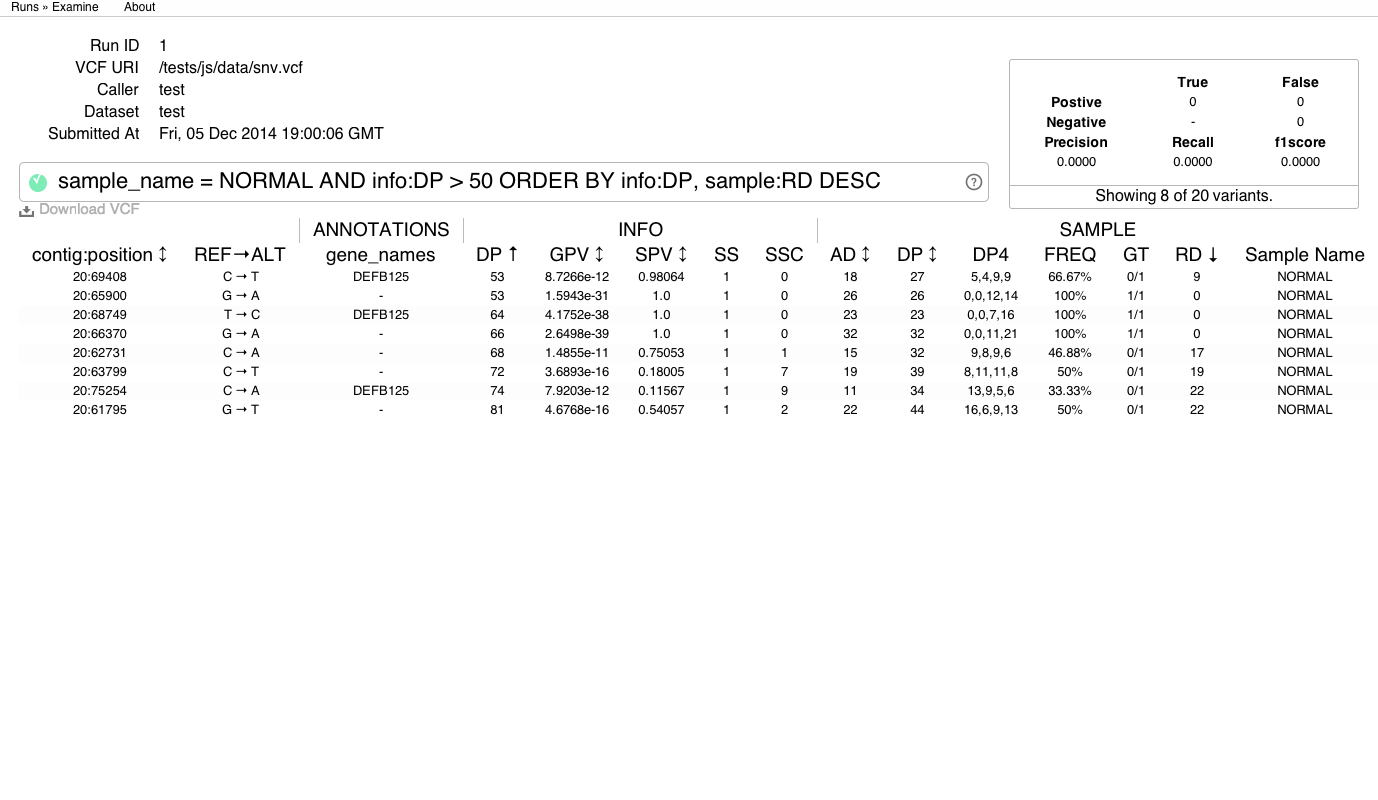 Runs » Examine About
Run ID 1
VCF URI /tests/js/data/snv.vcf
Caller test
Dataset test
Submitted At Fri, 05 Dec 2014 19:00:06 GMT
True False
Postive 0 0
Negative - 0
Precision Recall f1score
0.0000 0.0000 0.0000
Showing 8 of 20 variants.
sample_name = NORMAL AND info:DP > 50 ORDER BY info:DP, sample:RD DESC ?
Download VCF
ANNOTATIONS INFO SAMPLE
contig:position ↕ REF→ALT gene_names DP ↑ GPV ↕ SPV ↕ SS SSC AD ↕ DP ↕ DP4 FREQ GT RD ↓ Sample Name
20:69408 C → T DEFB125 53 8.7266e-12 0.98064 1 0 18 27 5,4,9,9 66.67% 0/1 9 NORMAL
20:65900 G → A - 53 1.5943e-31 1.0 1 0 26 26 0,0,12,14 100% 1/1 0 NORMAL
20:68749 T → C DEFB125 64 4.1752e-38 1.0 1 0 23 23 0,0,7,16 100% 1/1 0 NORMAL
20:66370 G → A - 66 2.6498e-39 1.0 1 0 32 32 0,0,11,21 100% 1/1 0 NORMAL
20:62731 C → A - 68 1.4855e-11 0.75053 1 1 15 32 9,8,9,6 46.88% 0/1 17 NORMAL
20:63799 C → T - 72 3.6893e-16 0.18005 1 7 19 39 8,11,11,8 50% 0/1 19 NORMAL
20:75254 C → A DEFB125 74 7.9203e-12 0.11567 1 9 11 34 13,9,5,6 33.33% 0/1 22 NORMAL
20:61795 G → T - 81 4.6768e-16 0.54057 1 2 22 44 16,6,9,13 50% 0/1 22 NORMAL